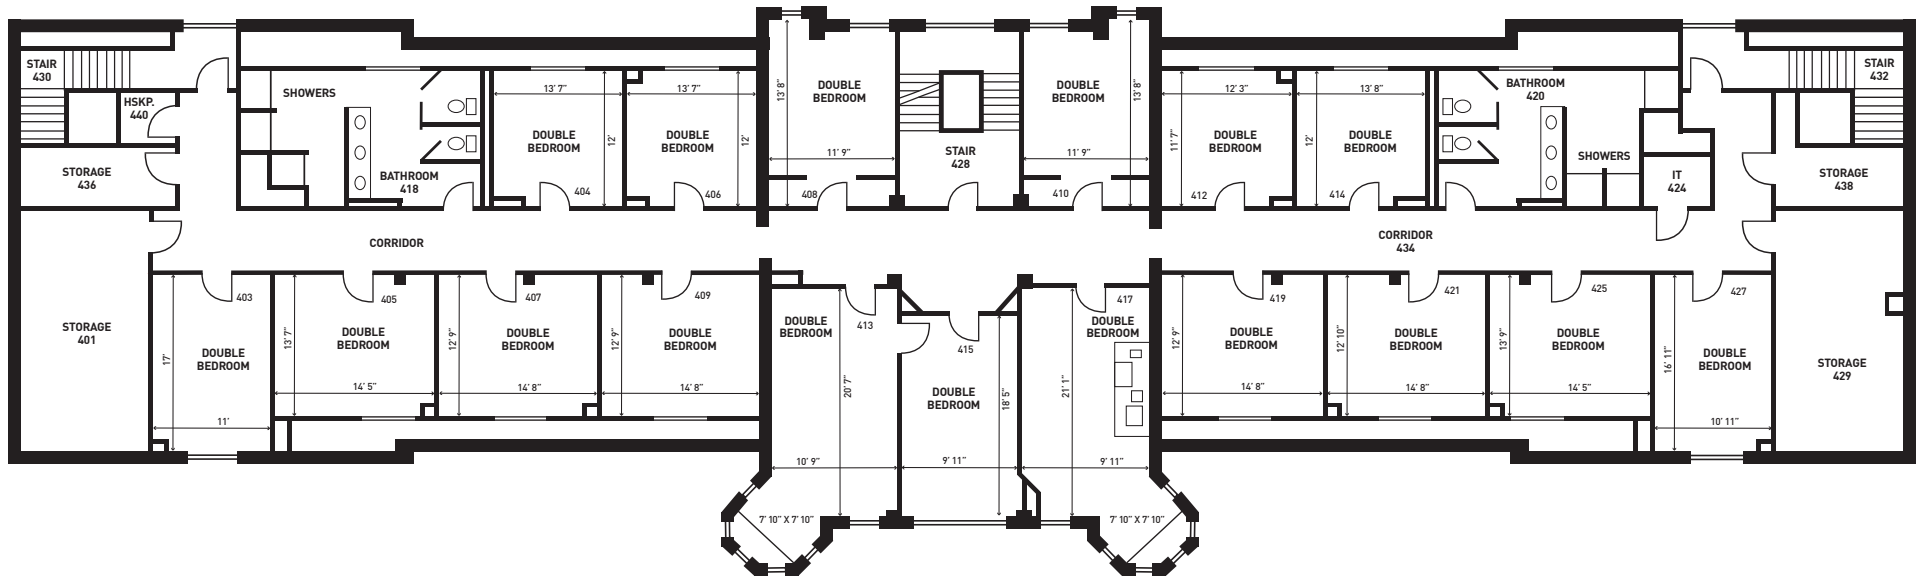 STAIR
430
HSKP.
440
SHOWERS
BATHROOM
418
STORAGE
436
13' 7"
12'
DOUBLE
BEDROOM
404
13' 7"
12'
DOUBLE
BEDROOM
406
13' 8"
DOUBLE
BEDROOM
11' 9"
408
STAIR
428
DOUBLE
BEDROOM
13' 8"
11' 9"
410
12' 3"
11' 7"
DOUBLE
BEDROOM
412
13' 8"
12'
DOUBLE
BEDROOM
414
BATHROOM
420
SHOWERS
IT
424
STAIR
432
STORAGE
438
CORRIDOR
CORRIDOR
434
STORAGE
401
403
17'
DOUBLE
BEDROOM
11'
405
13' 7"
DOUBLE
BEDROOM
14' 5"
407
12' 9"
DOUBLE
BEDROOM
14' 8"
409
12' 9"
DOUBLE
BEDROOM
14' 8"
DOUBLE
BEDROOM
413
20' 7"
10' 9"
7' 10" X 7' 10"
415
DOUBLE
BEDROOM
18' 5"
9' 11"
417
DOUBLE
BEDROOM
21' 1"
9' 11"
7' 10" X 7' 10"
419
12' 9"
DOUBLE
BEDROOM
14' 8"
421
12' 10"
DOUBLE
BEDROOM
14' 8"
425
13' 9"
DOUBLE
BEDROOM
14' 5"
427
16' 11"
DOUBLE
BEDROOM
10' 11"
STORAGE
429